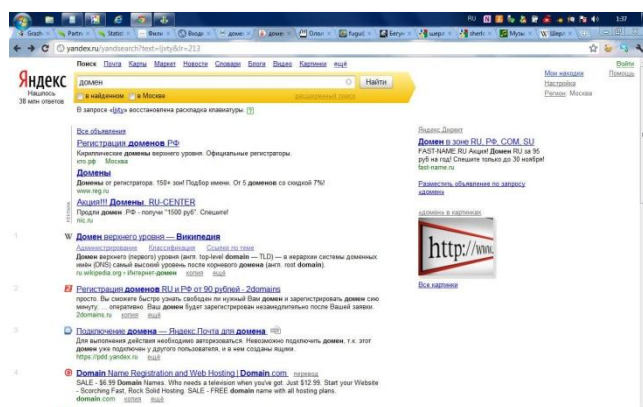 RU
1:37
yandex.ru/yandsearch?text=ljvty&lr=213
Поиск Почта Карты Маркет Новости Словари Блоги Видео Картинки ещё
Войти
Яндекс
Нашлось
38 млн ответов
домен
Найти
в найденном в Москве
расширенный поиск
Мои находки
Настройка
Регион: Москва
Помощь
В запросе «ljvty» восстановлена раскладка клавиатуры. [?]
Все объявления
Регистрация доменов РФ
Кириллические домены верхнего уровня. Официальные регистраторы.
кто.рф Москва
Домены
Домены от регистратора. 150+ зон! Подбор имени. От 5 доменов со скидкой 7%!
www.reg.ru
Акция!!! Домены, RU-CENTER
Продли домен .РФ - получи "1500 руб". Спешите!
nic.ru
Яндекс.Директ
Домен в зоне RU, РФ, COM, SU
FAST-NAME.RU Акция! Домен RU за 95
руб на год! Спешите только до 30 ноября!
fast-name.ru
Разместить объявление по запросу
«домен»
«домен» в картинках
http://www.
Все картинки
1
W Домен верхнего уровня — Википедия
Администрирование Классификация Ссылки по теме
Домен верхнего (первого) уровня (англ. top-level domain — TLD) — в иерархии системы доменных
имён (DNS) самый высокий уровень после корневого домена (англ. root domain).
ru.wikipedia.org › Интернет-домен копия ещё
2
Регистрация доменов RU и РФ от 90 рублей - 2domains
просто. Вы сможете быстро узнать свободен ли нужный Вам домен и зарегистрировать домен сию
минуту. ... оперативно. Ваш домен будет зарегистрирован незамедлительно после Вашей заявки.
2domains.ru копия ещё
3
Подключение домена — Яндекс.Почта для домена
Для выполнения действия необходимо авторизоваться. Невозможно подключить домен, т.к. этот
домен уже подключен у другого пользователя, и в нем созданы ящики.
https://pdd.yandex.ru ещё
4
Domain Name Registration and Web Hosting | Domain.com перевод
SALE - $6.99 Domain Names. Who needs a television when you've got. Just $12.99. Start your Website
- Scorching Fast, Rock Solid Hosting. SALE - FREE domain name with all hosting plans.
domain.com копия ещё